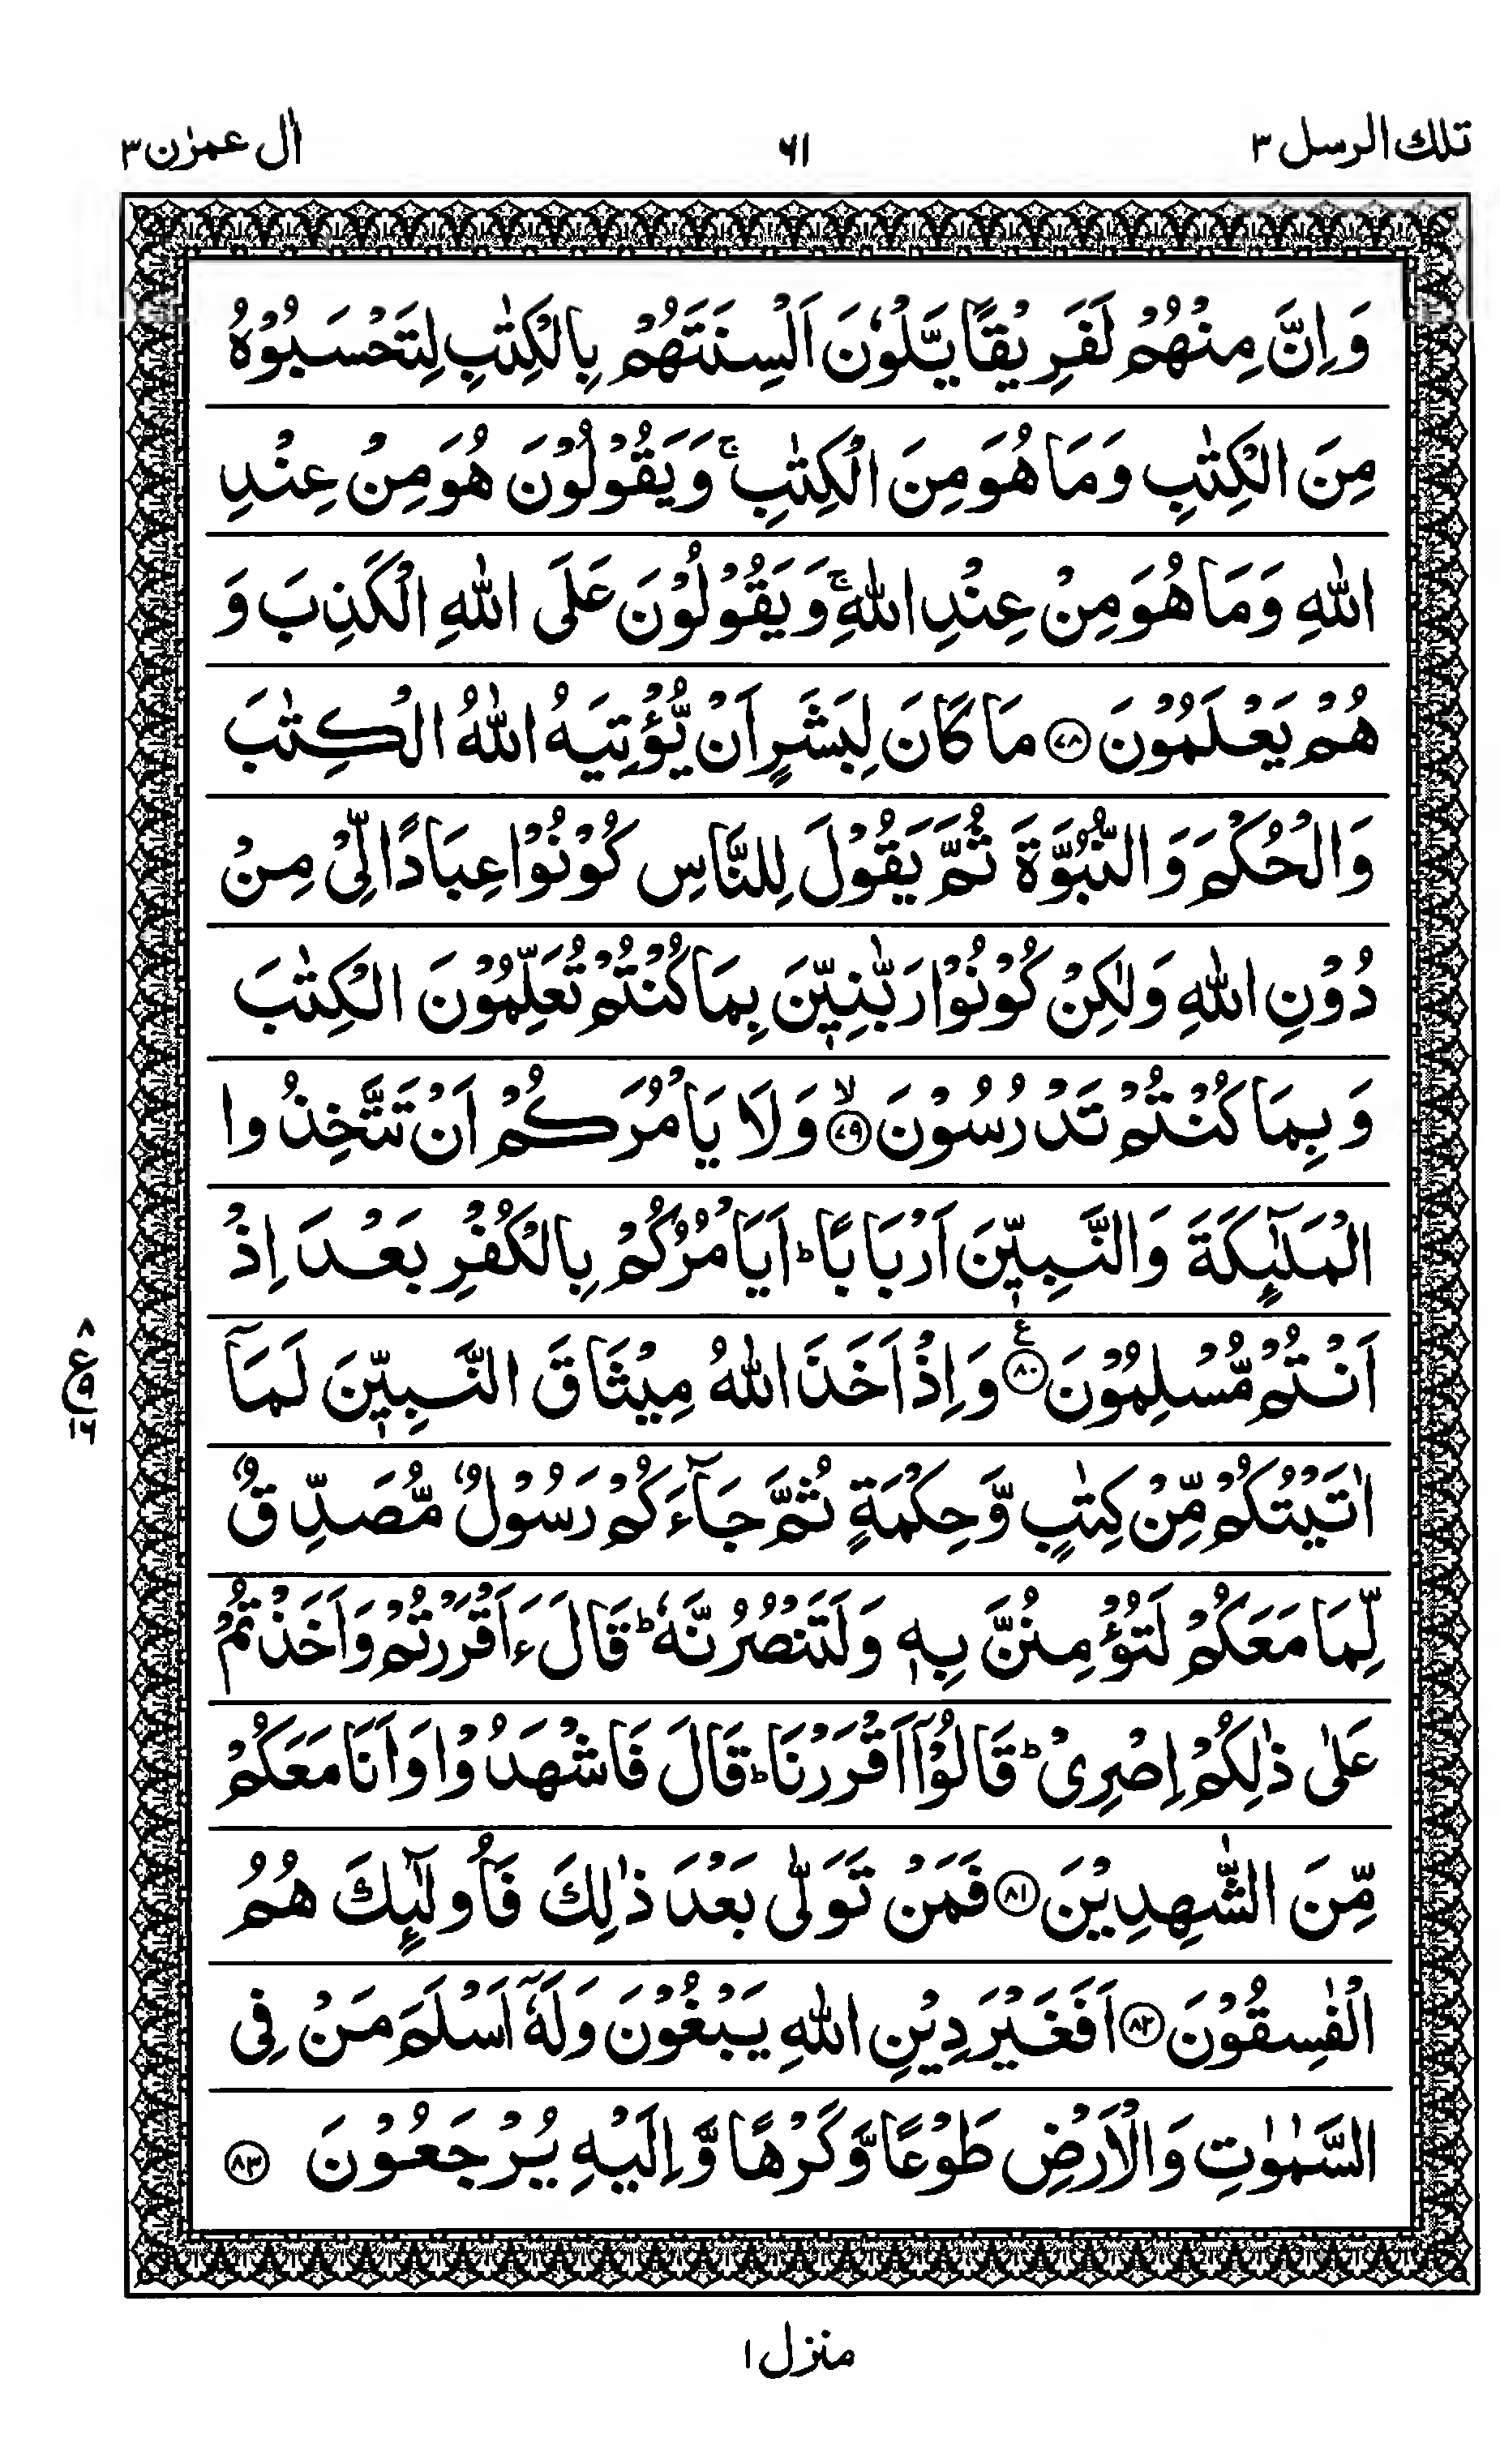 تلك الرسل ٣
٦١
اٰل عمرٰن ٣
وَ اِنَّ مِنْهُمْ لَفَرِیْقًا یَّلْوٗنَ اَلْسِنَتَهُمْ بِالْكِتٰبِ لِتَحْسَبُوْهُ
مِنَ الْكِتٰبِ وَ مَا هُوَ مِنَ الْكِتٰبِۚ وَ یَقُوْلُوْنَ هُوَ مِنْ عِنْدِ
اللّٰهِ وَ مَا هُوَ مِنْ عِنْدِ اللّٰهِۚ وَ یَقُوْلُوْنَ عَلَى اللّٰهِ الْكَذِبَ وَ
هُمْ یَعْلَمُوْنَ ﴿٧٨﴾ مَا كَانَ لِبَشَرٍ اَنْ یُّؤْتِیَهُ اللّٰهُ الْكِتٰبَ
وَ الْحُكْمَ وَ النُّبُوَّةَ ثُمَّ یَقُوْلَ لِلنَّاسِ كُوْنُوْا عِبَادًا لِّیْ مِنْ
دُوْنِ اللّٰهِ وَ لٰكِنْ كُوْنُوْا رَبّٰنِیّٖنَ بِمَا كُنْتُمْ تُعَلِّمُوْنَ الْكِتٰبَ
وَ بِمَا كُنْتُمْ تَدْرُسُوْنَۙ ﴿٧٩﴾ وَ لَا یَاْمُرَكُمْ اَنْ تَتَّخِذُوا
الْمَلٰٓىِٕكَةَ وَ النَّبِیّٖنَ اَرْبَابًاؕ اَیَاْمُرُكُمْ بِالْكُفْرِ بَعْدَ اِذْ
اَنْتُمْ مُّسْلِمُوْنَ ﴿٨٠﴾ ع وَ اِذْ اَخَذَ اللّٰهُ مِیْثَاقَ النَّبِیّٖنَ لَمَاۤ
٨
ع ٩
١٦
اٰتَیْتُكُمْ مِّنْ كِتٰبٍ وَّ حِكْمَةٍ ثُمَّ جَآءَكُمْ رَسُوْلٌ مُّصَدِّقٌ
لِّمَا مَعَكُمْ لَتُؤْمِنُنَّ بِهٖ وَ لَتَنْصُرُنَّهٗؕ قَالَ ءَاَقْرَرْتُمْ وَ اَخَذْتُمْ
عَلٰى ذٰلِكُمْ اِصْرِیْؕ قَالُوْۤا اَقْرَرْنَاؕ قَالَ فَاشْهَدُوْا وَ اَنَا مَعَكُمْ
مِّنَ الشّٰهِدِیْنَ ﴿٨١﴾ فَمَنْ تَوَلّٰى بَعْدَ ذٰلِكَ فَاُولٰٓىِٕكَ هُمُ
الْفٰسِقُوْنَ ﴿٨٢﴾ اَفَغَیْرَ دِیْنِ اللّٰهِ یَبْغُوْنَ وَ لَهٗۤ اَسْلَمَ مَنْ فِی
السَّمٰوٰتِ وَ الْاَرْضِ طَوْعًا وَّ كَرْهًا وَّ اِلَیْهِ یُرْجَعُوْنَ ﴿٨٣﴾
منزل ١